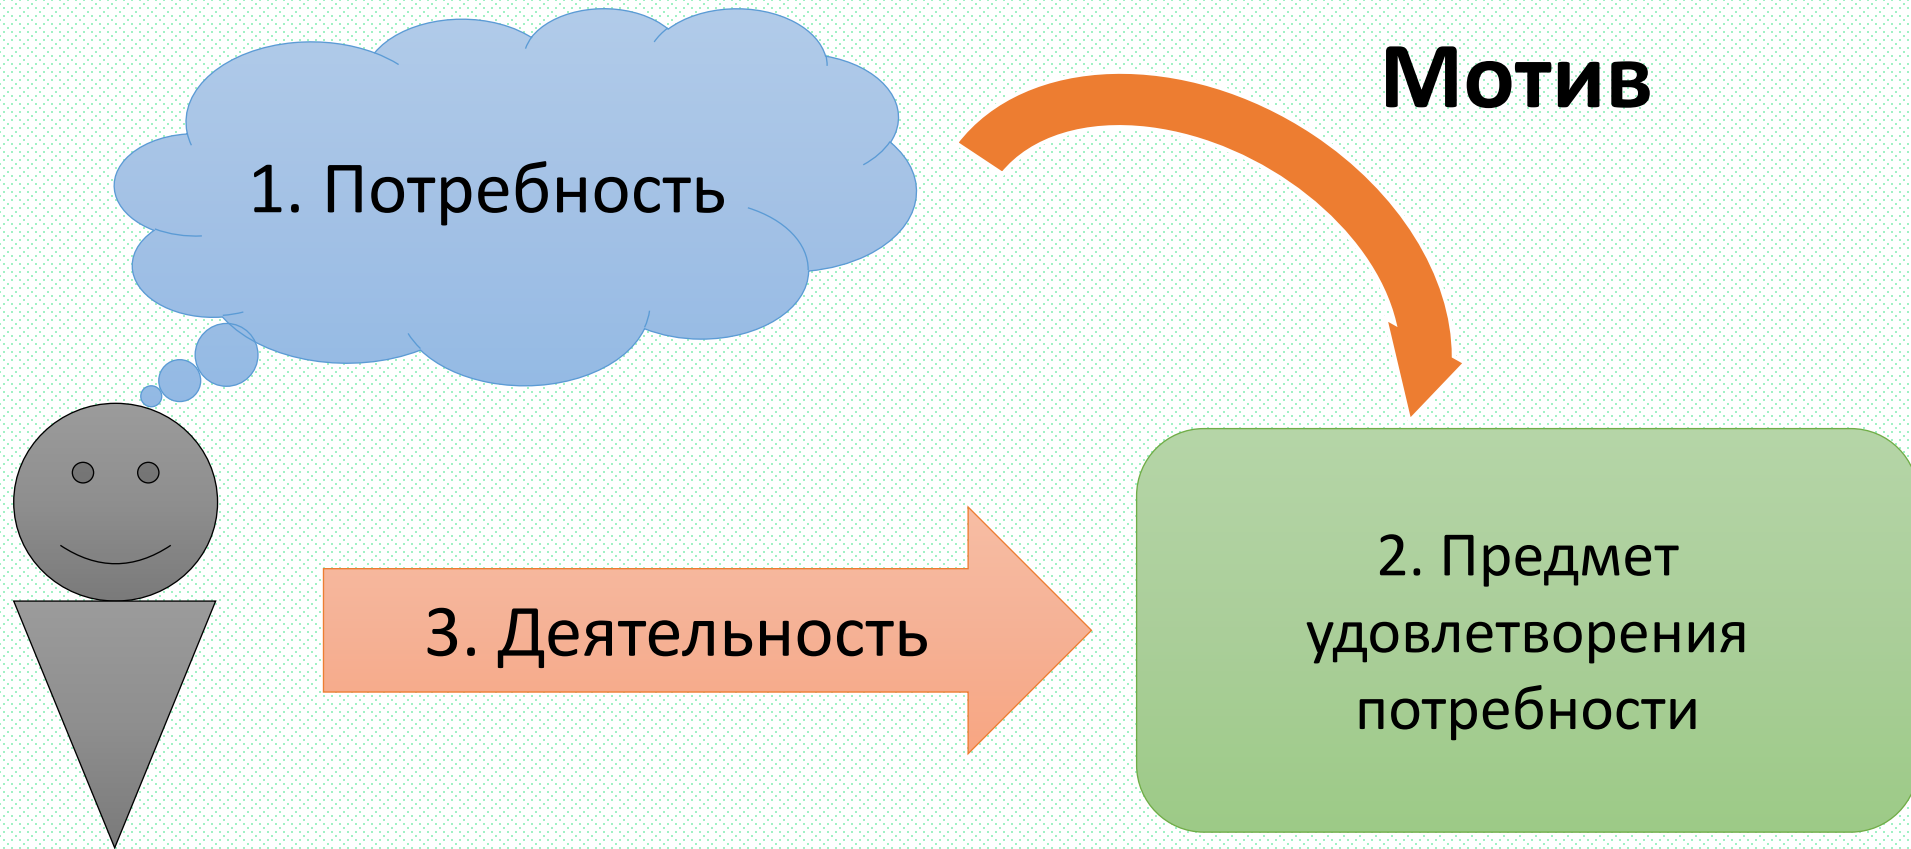 Мотив
1. Потребность
2. Предмет
удовлетворения
потребности
3. Деятельность